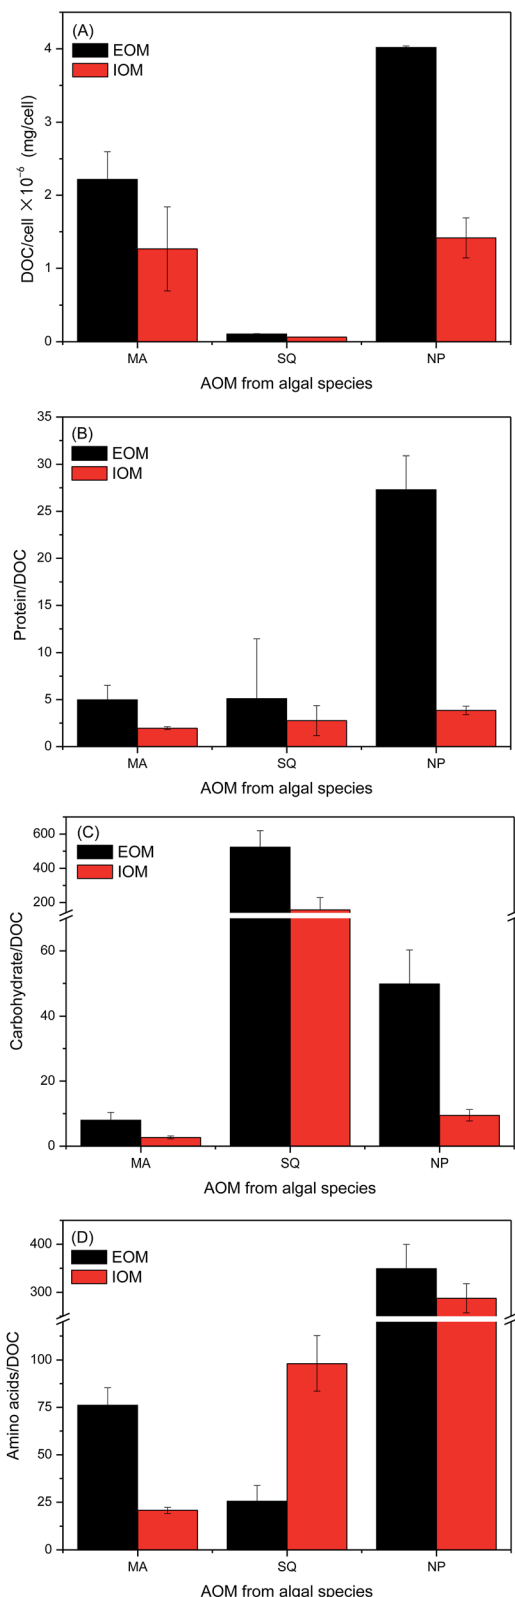 (A)
EOM
IOM
DOC/cell ×10⁻⁶ (mg/cell)
4
3
2
1
0
MA SQ NP
AOM from algal species
(B)
EOM
IOM
Protein/DOC
35
30
25
20
15
10
5
0
MA SQ NP
AOM from algal species
(C)
EOM
IOM
Carbohydrate/DOC
600
400
200
60
40
20
0
MA SQ NP
AOM from algal species
(D)
EOM
IOM
Amino acids/DOC
400
300
100
75
50
25
0
MA SQ NP
AOM from algal species